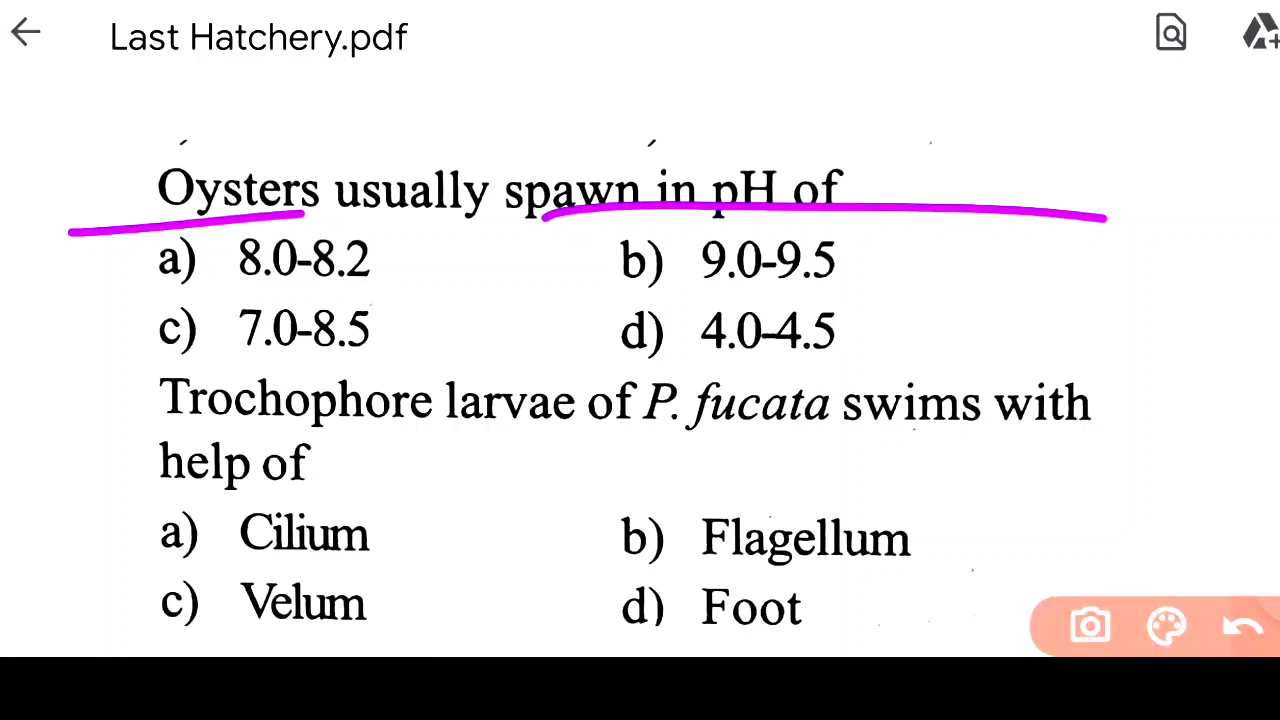 Last Hatchery.pdf
Oysters usually spawn in pH of
a) 8.0-8.2 b) 9.0-9.5
c) 7.0-8.5 d) 4.0-4.5
Trochophore larvae of P. fucata swims with
help of
a) Cilium b) Flagellum
c) Velum d) Foot